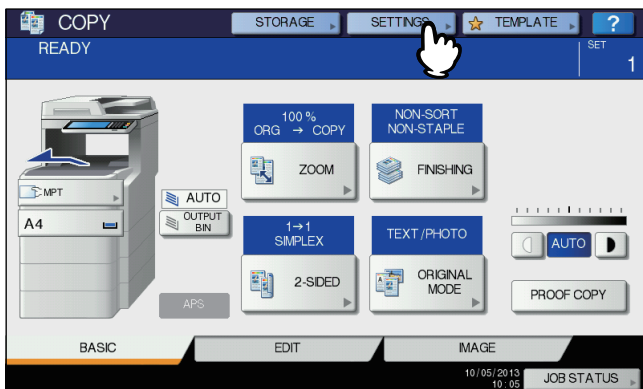 COPY
STORAGE
SETTINGS
TEMPLATE
?
READY
SET
1
100 %
ORG → COPY
NON-SORT
NON-STAPLE
ZOOM
FINISHING
MPT
AUTO
A4
OUTPUT
BIN
1→1
SIMPLEX
TEXT/PHOTO
AUTO
2-SIDED
ORIGINAL
MODE
PROOF COPY
APS
BASIC
EDIT
IMAGE
10/05/2013
10:05
JOB STATUS